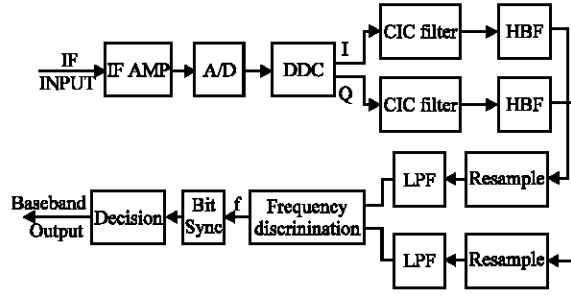 IF
INPUT
IF AMP
A/D
DDC
I
Q
CIC filter
HBF
CIC filter
HBF
LPF
Resample
Baseband
Output
Decision
Bit
Sync
f
Frequency
discrinination
LPF
Resample